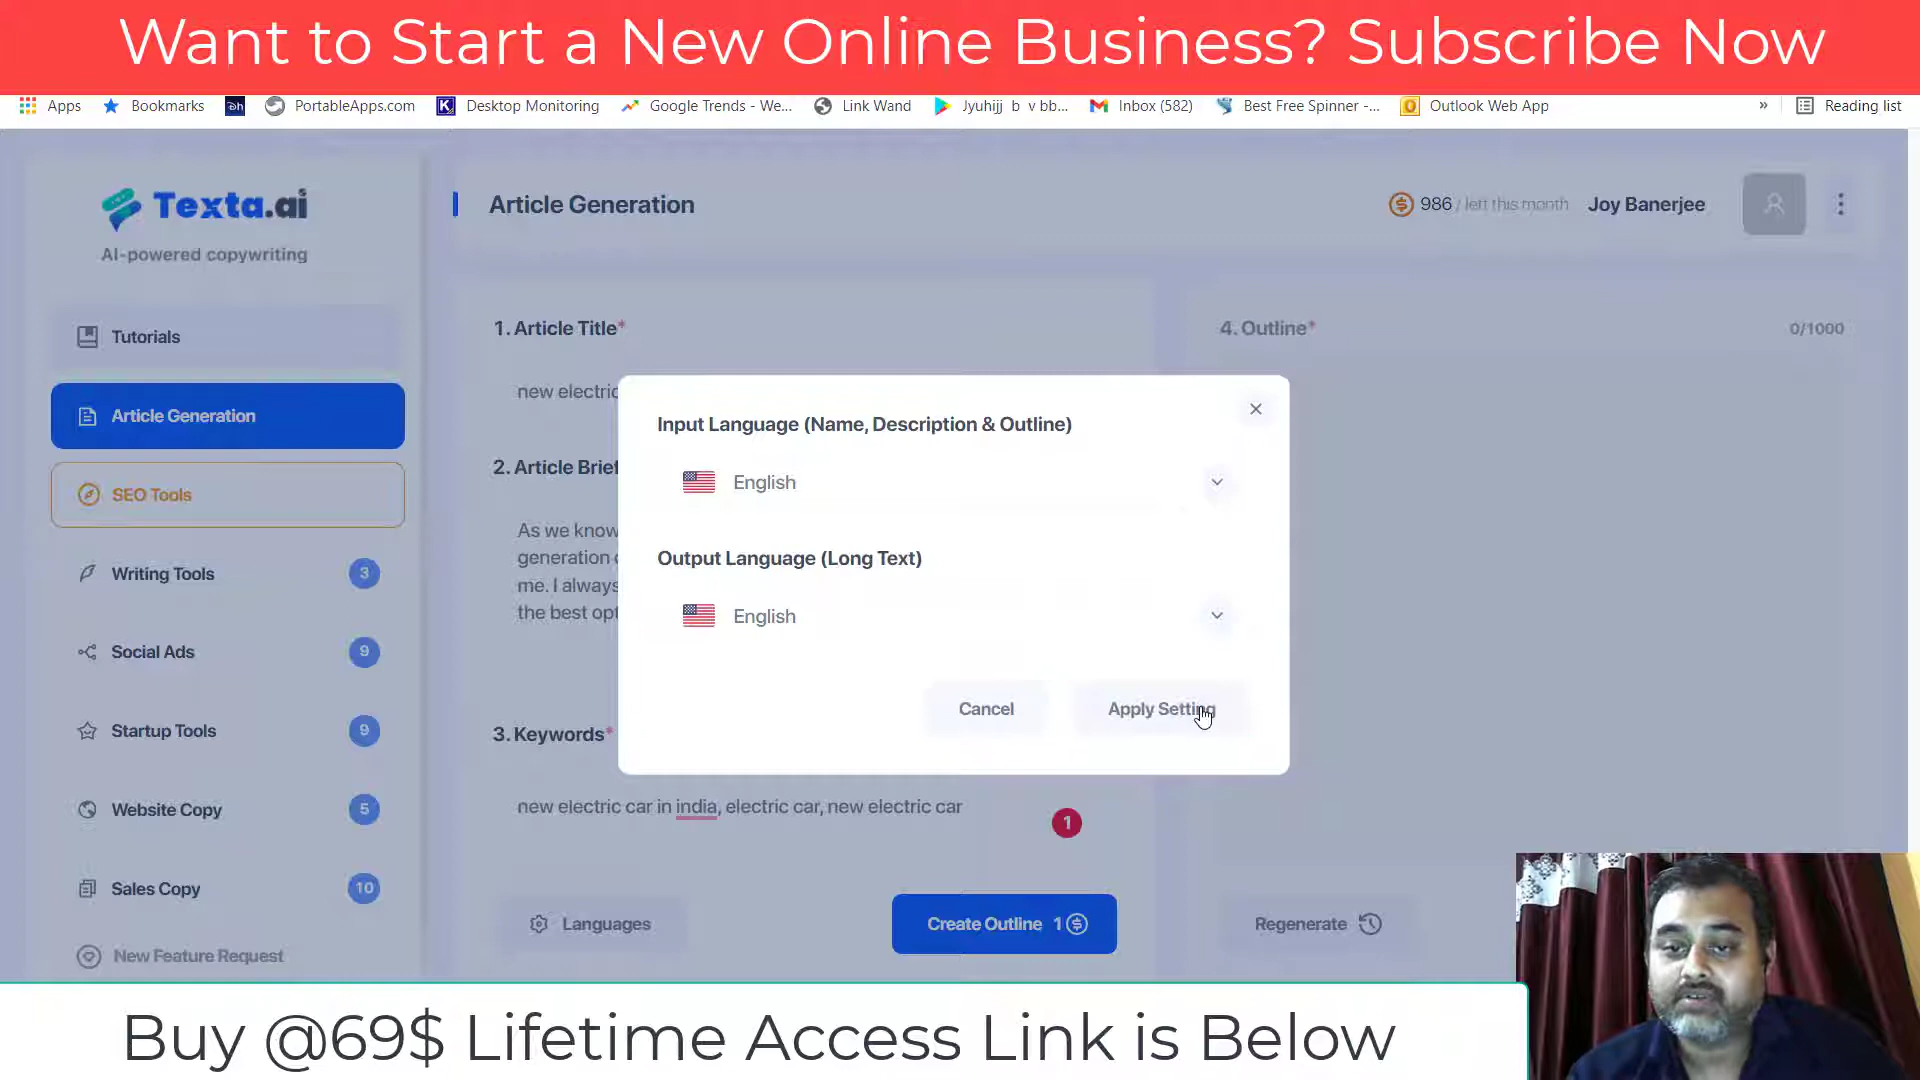 Want to Start a New Online Business? Subscribe Now
Apps Bookmarks Dh PortableApps.com K Desktop Monitoring Google Trends - We... Link Wand Jyuhijj b v bb... Inbox (582) Best Free Spinner -... Outlook Web App » Reading list
Texta.ai
AI-powered copywriting
Article Generation
986 / left this month Joy Banerjee
Tutorials
Article Generation
SEO Tools
Writing Tools 3
Social Ads 9
Startup Tools 9
Website Copy 5
Sales Copy 10
New Feature Request
1. Article Title*
new electric
2. Article Brief
As we know
generation
me. I always
the best opt
3. Keywords*
new electric car in india, electric car, new electric car
1
Languages
Create Outline 1
4. Outline* 0/1000
Regenerate
Input Language (Name, Description & Outline)
English
Output Language (Long Text)
English
Cancel Apply Setting
Buy @69$ Lifetime Access Link is Below